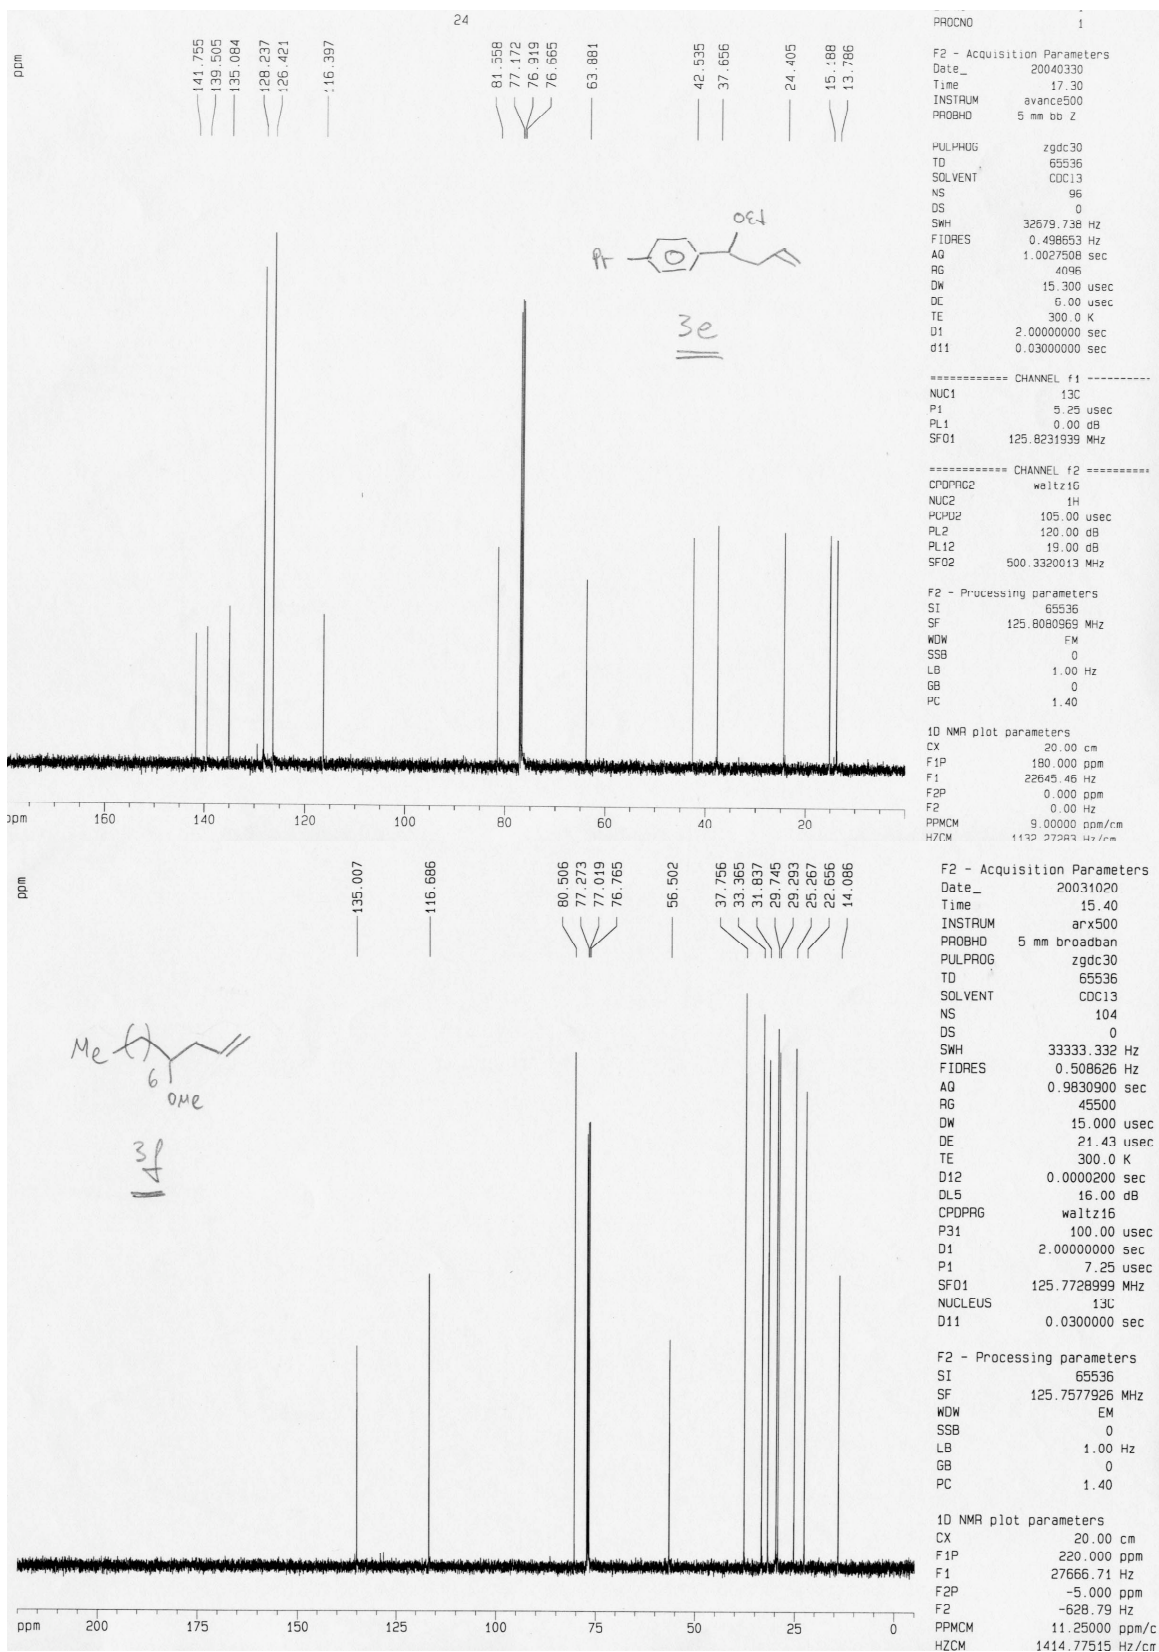 24
PROCNO 1
ppm
141.755
139.505
135.084
128.237
126.421
116.397
81.558
77.172
76.919
76.665
63.881
42.535
37.656
24.405
15.188
13.786
F2 - Acquisition Parameters
Date_ 20040330
Time 17.30
INSTRUM avance500
PROBHD 5 mm bb Z
PULPROG zgdc30
TD 65536
SOLVENT CDCl3
NS 96
DS 0
SWH 32679.738 Hz
FIDRES 0.498653 Hz
AQ 1.0027508 sec
RG 4096
DW 15.300 usec
DE 6.00 usec
TE 300.0 K
D1 2.00000000 sec
d11 0.03000000 sec
=========== CHANNEL f1 ----------
NUC1 13C
P1 5.25 usec
PL1 0.00 dB
SFO1 125.8231939 MHz
=========== CHANNEL f2 ==========
CPDPRG2 waltz16
NUC2 1H
PCPD2 105.00 usec
PL2 120.00 dB
PL12 19.00 dB
SFO2 500.3320013 MHz
F2 - Processing parameters
SI 65536
SF 125.8080969 MHz
WDW EM
SSB 0
LB 1.00 Hz
GB 0
PC 1.40
1D NMR plot parameters
CX 20.00 cm
F1P 180.000 ppm
F1 22645.46 Hz
F2P 0.000 ppm
F2 0.00 Hz
PPMCM 9.00000 ppm/cm
HZCM 1132.27283 Hz/cm
OEt
Pr
3e
ppm 160 140 120 100 80 60 40 20
ppm
135.007
116.686
80.506
77.273
77.019
76.765
56.502
37.756
33.365
31.837
29.745
29.293
25.267
22.656
14.086
Me ( )
6
OMe
3f
F2 - Acquisition Parameters
Date_ 20031020
Time 15.40
INSTRUM arx500
PROBHD 5 mm broadban
PULPROG zgdc30
TD 65536
SOLVENT CDCl3
NS 104
DS 0
SWH 33333.332 Hz
FIDRES 0.508626 Hz
AQ 0.9830900 sec
RG 45500
DW 15.000 usec
DE 21.43 usec
TE 300.0 K
D12 0.0000200 sec
DL5 16.00 dB
CPDPRG waltz16
P31 100.00 usec
D1 2.00000000 sec
P1 7.25 usec
SFO1 125.7728999 MHz
NUCLEUS 13C
D11 0.0300000 sec
F2 - Processing parameters
SI 65536
SF 125.7577926 MHz
WDW EM
SSB 0
LB 1.00 Hz
GB 0
PC 1.40
1D NMR plot parameters
CX 20.00 cm
F1P 220.000 ppm
F1 27666.71 Hz
F2P -5.000 ppm
F2 -628.79 Hz
PPMCM 11.25000 ppm/c
HZCM 1414.77515 Hz/cm
ppm 200 175 150 125 100 75 50 25 0